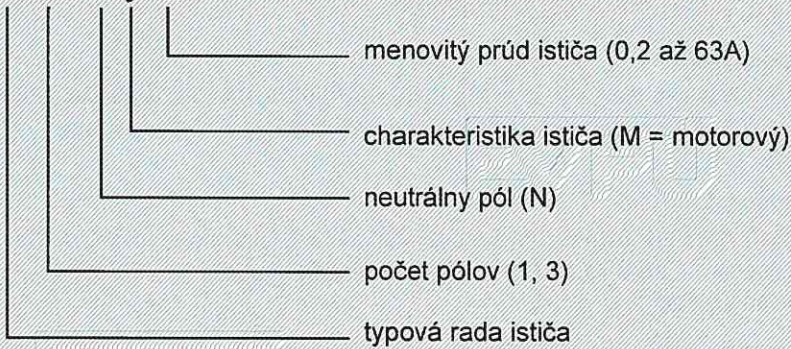 menovitý prúd ističa (0,2 až 63A)
charakteristika ističa (M = motorový)
neutrálny pól (N)
počet pólov (1, 3)
typová rada ističa